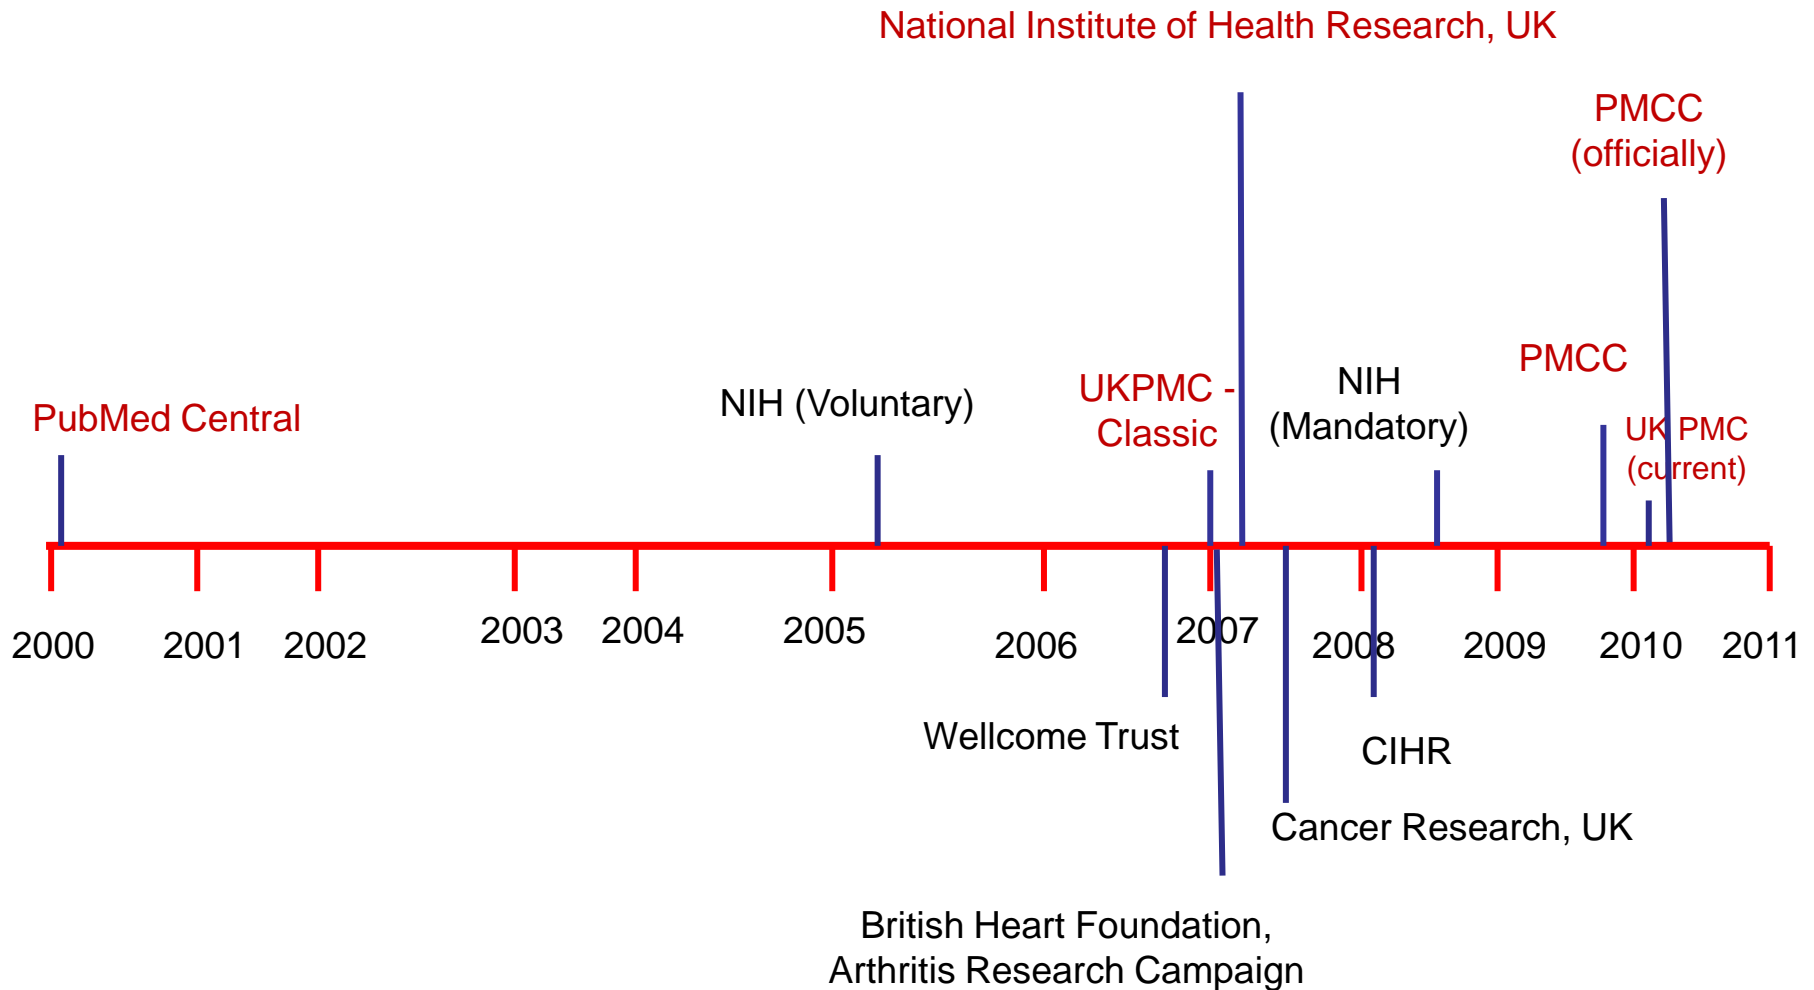 National Institute of Health Research, UK
PMCC
(officially)
PMCC
NIH
(Mandatory)
UKPMC -
Classic
NIH (Voluntary)
PubMed Central
UK PMC
(current)
2000
2001
2002
2003
2004
2005
2006
2007
2008
2009
2010
2011
Wellcome Trust
CIHR
Cancer Research, UK
British Heart Foundation,
Arthritis Research Campaign